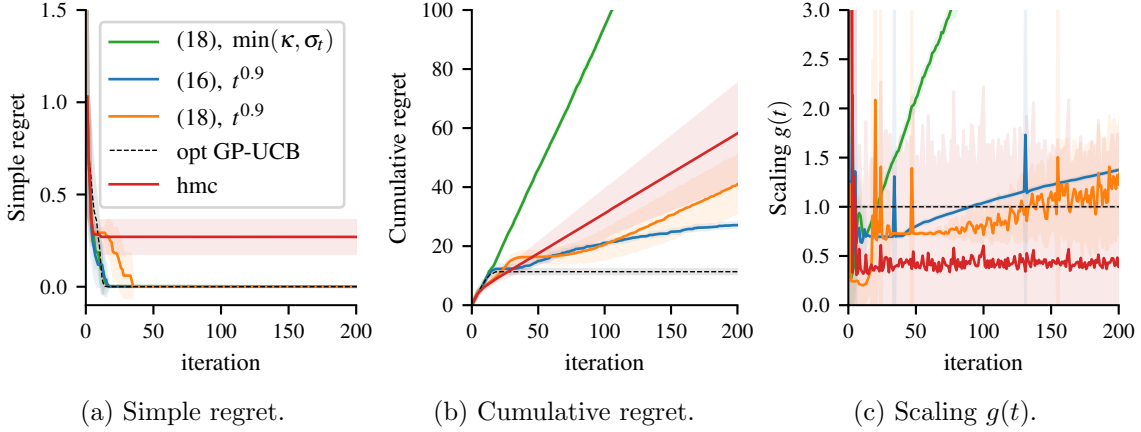 1.5
1.0
0.5
0.0
Simple regret
(18), min(κ, σ_t)
(16), t^{0.9}
(18), t^{0.9}
opt GP-UCB
hmc
0 50 100 150 200
iteration
(a) Simple regret.
100
80
60
40
20
0
Cumulative regret
0 50 100 150 200
iteration
(b) Cumulative regret.
3.0
2.5
2.0
1.5
1.0
0.5
0.0
Scaling g(t)
0 50 100 150 200
iteration
(c) Scaling g(t).